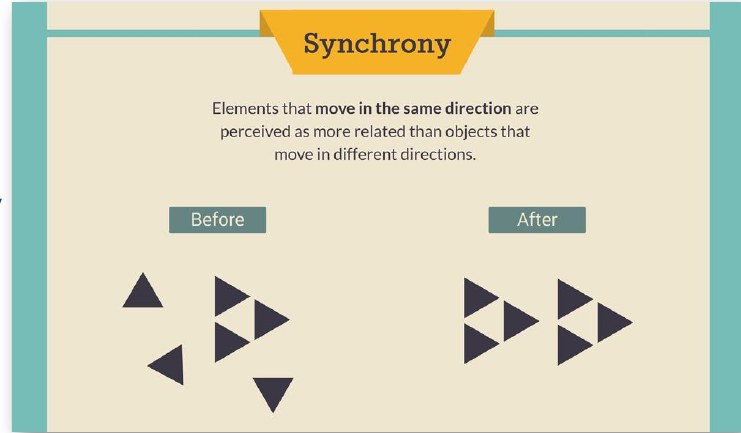 Synchrony
Elements that move in the same direction are
perceived as more related than objects that
move in different directions.
Before
After